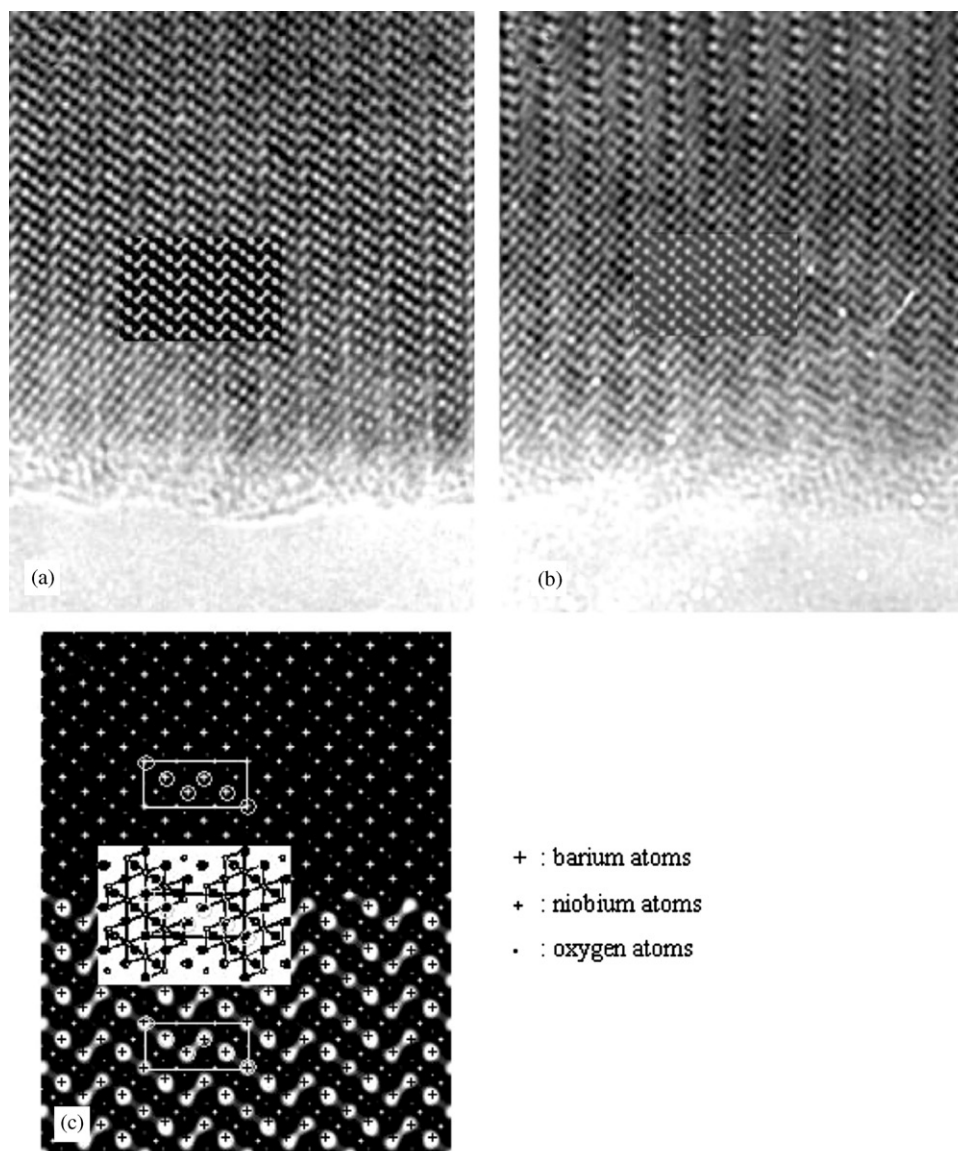 (a)
(b)
(c)
+ : barium atoms
+ : niobium atoms
· : oxygen atoms